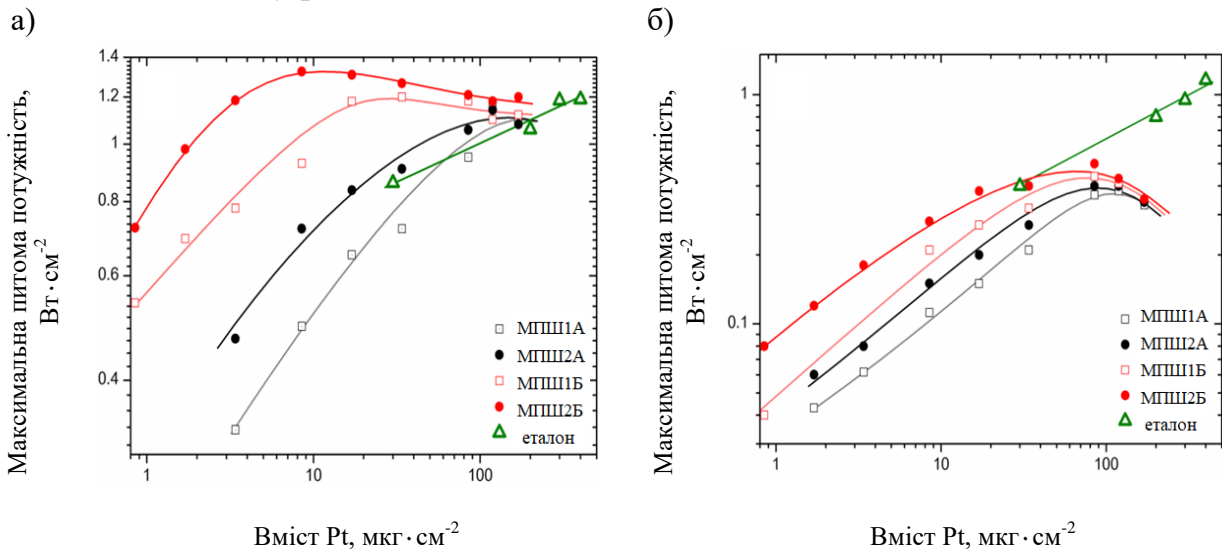 а)
Максимальна питома потужність,
Вт · см-2
1.4
1.2
1
0.8
0.6
0.4
1
10
100
МПШ1А
МПШ2А
МПШ1Б
МПШ2Б
еталон
Вміст Pt, мкг · см-2
б)
Максимальна питома потужність,
Вт · см-2
1
0.1
1
10
100
МПШ1А
МПШ2А
МПШ1Б
МПШ2Б
еталон
Вміст Pt, мкг · см-2